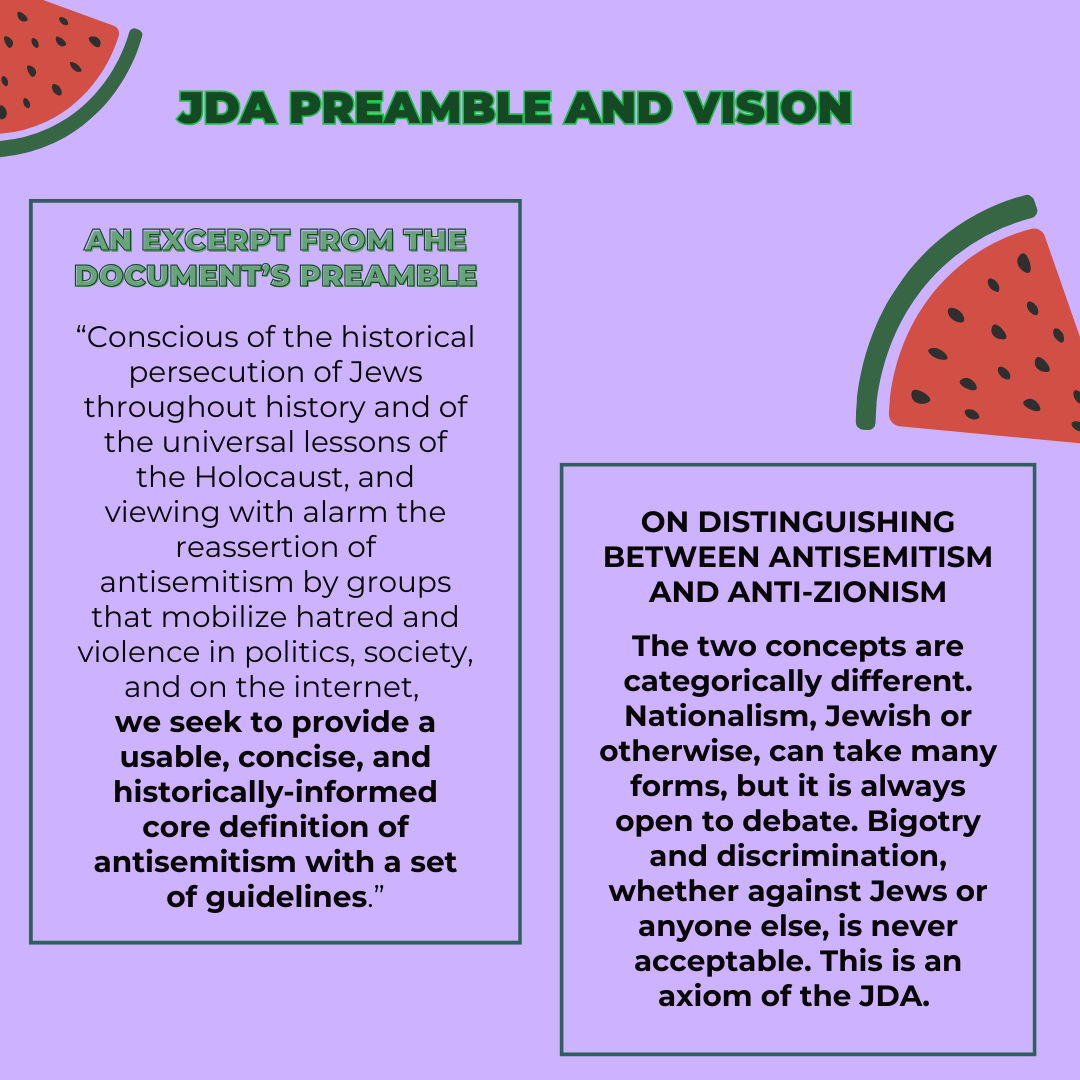 JDA PREAMBLE AND VISION
AN EXCERPT FROM THE
DOCUMENT’S PREAMBLE
“Conscious of the historical
persecution of Jews
throughout history and of
the universal lessons of
the Holocaust, and
viewing with alarm the
reassertion of
antisemitism by groups
that mobilize hatred and
violence in politics, society,
and on the internet,
we seek to provide a
usable, concise, and
historically-informed
core definition of
antisemitism with a set
of guidelines.”
ON DISTINGUISHING
BETWEEN ANTISEMITISM
AND ANTI-ZIONISM
The two concepts are
categorically different.
Nationalism, Jewish or
otherwise, can take many
forms, but it is always
open to debate. Bigotry
and discrimination,
whether against Jews or
anyone else, is never
acceptable. This is an
axiom of the JDA.